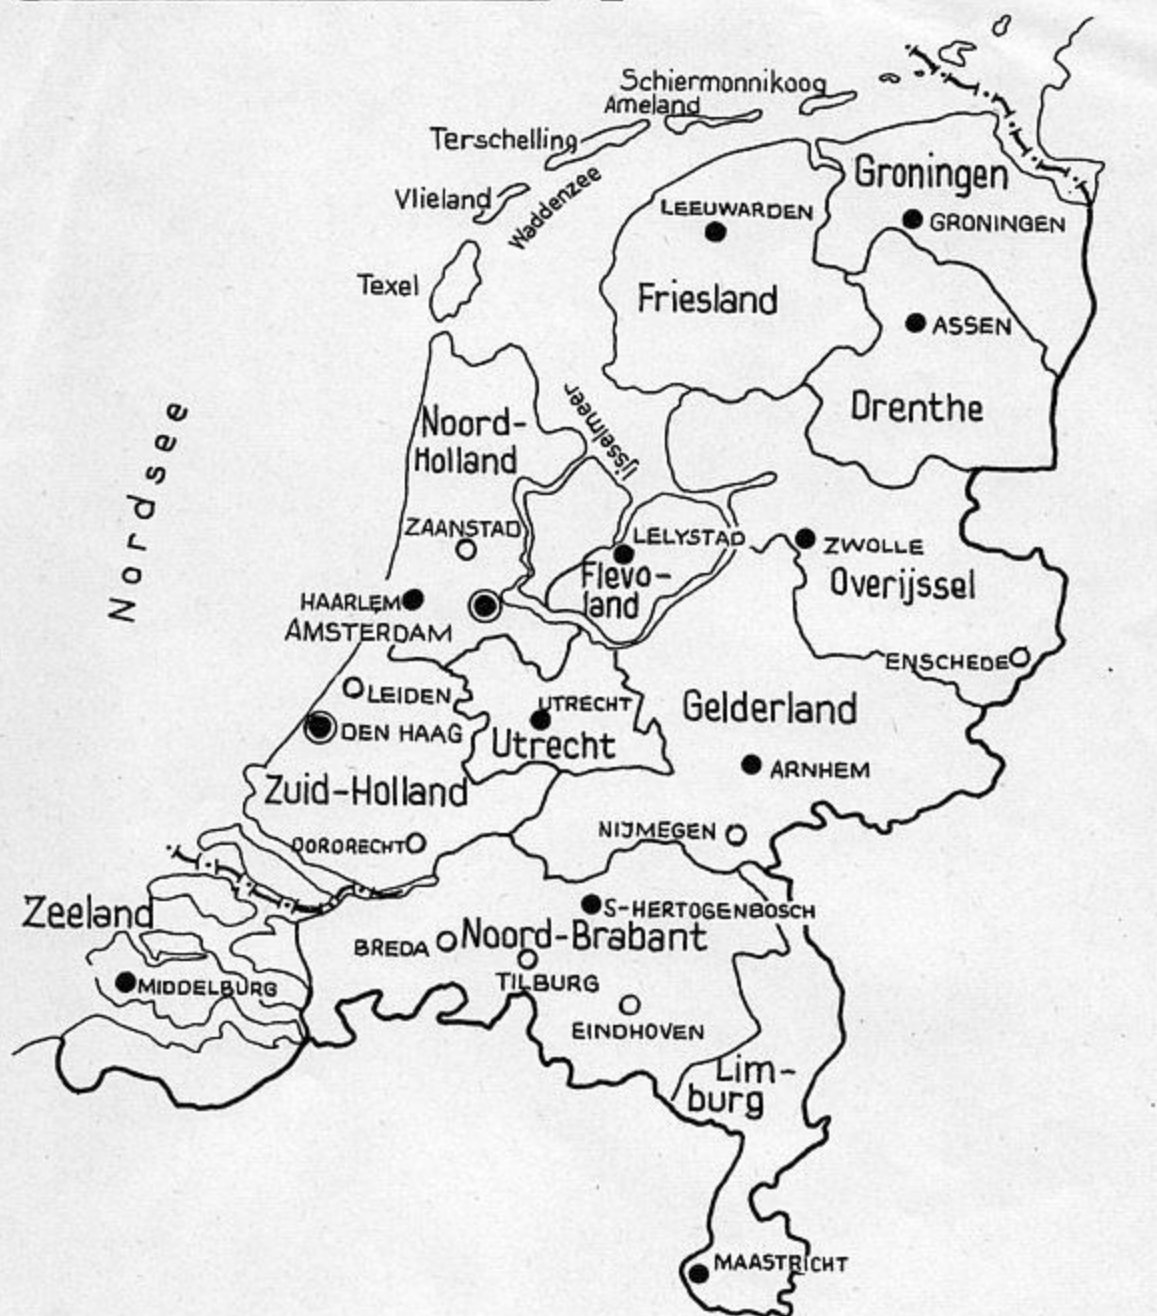 Schiermonnikoog
Ameland
Terschelling
Vlieland
Waddenzee
Texel
Groningen
GRONINGEN
LEEUWARDEN
Friesland
ASSEN
Drenthe
Nordsee
Noord-
Holland
Ijsselmeer
ZAANSTAD
LELYSTAD
Flevo-
land
ZWOLLE
Overijssel
HAARLEM
AMSTERDAM
ENSCHEDE
LEIDEN
UTRECHT
Utrecht
Gelderland
DEN HAAG
ARNHEM
Zuid-Holland
NIJMEGEN
DORDRECHT
Zeeland
S-HERTOGENBOSCH
BREDA
Noord-Brabant
MIDDELBURG
TILBURG
EINDHOVEN
Lim-
burg
MAASTRICHT